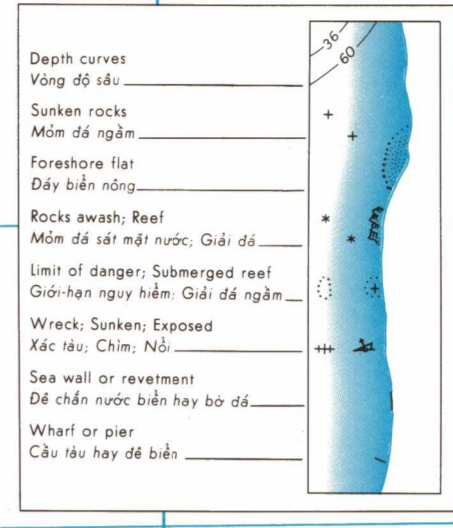 Depth curves
Vòng độ sâu
36
60
Sunken rocks
Mỏm đá ngầm
Foreshore flat
Đáy biển nông
Rocks awash; Reef
Mỏm đá sát mặt nước; Giải đá
Limit of danger; Submerged reef
Giới-hạn nguy hiểm; Giải đá ngầm
Wreck; Sunken; Exposed
Xác tàu; Chìm; Nổi
Sea wall or revetment
Đê chắn nước biển hay bờ đá
Wharf or pier
Cầu tàu hay đê biển